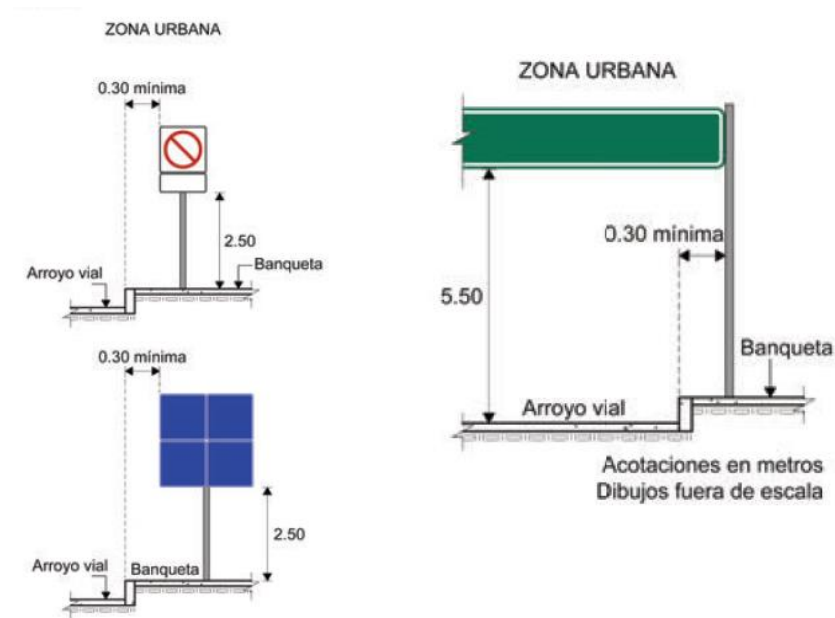 ZONA URBANA
0.30 mínima
2.50
Banqueta
Arroyo vial
0.30 mínima
2.50
Arroyo vial
Banqueta
ZONA URBANA
0.30 mínima
5.50
Banqueta
Arroyo vial
Acotaciones en metros
Dibujos fuera de escala